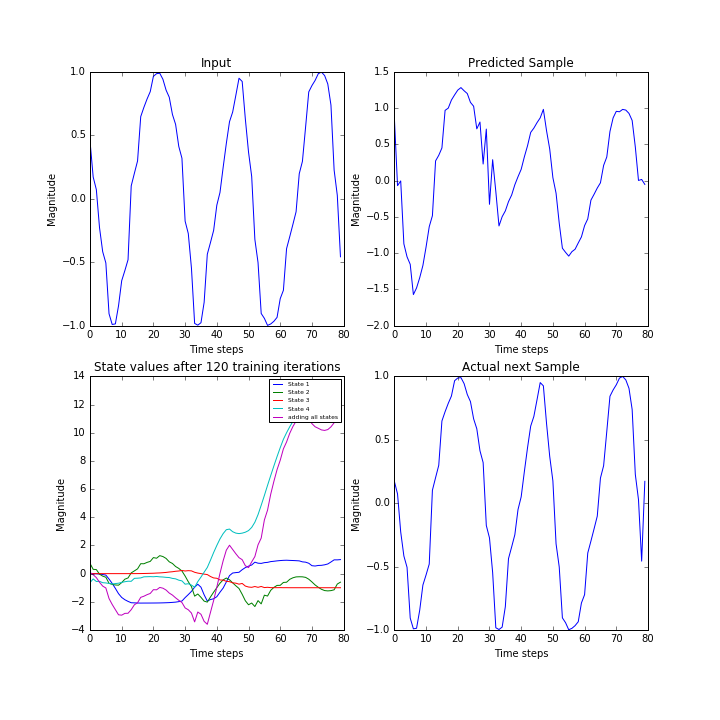 Input
1.0
0.5
0.0
−0.5
−1.0
Magnitude
0 10 20 30 40 50 60 70 80
Time steps
Predicted Sample
1.5
1.0
0.5
0.0
−0.5
−1.0
−1.5
−2.0
Magnitude
0 10 20 30 40 50 60 70 80
Time steps
State values after 120 training iterations
14
12
10
8
6
4
2
0
−2
−4
Magnitude
State 1
State 2
State 3
State 4
adding all states
0 10 20 30 40 50 60 70 80
Time steps
Actual next Sample
1.0
0.5
0.0
−0.5
−1.0
Magnitude
0 10 20 30 40 50 60 70 80
Time steps